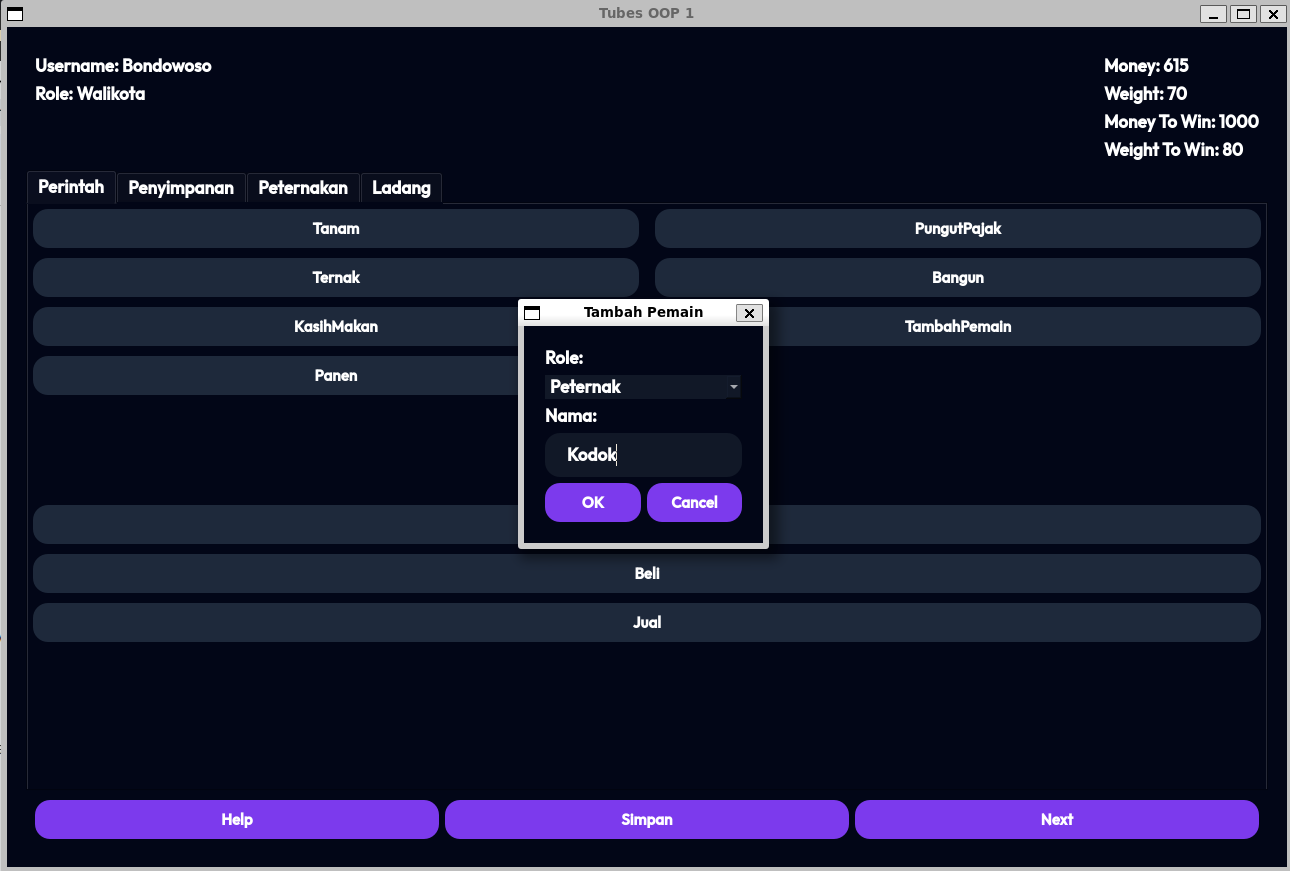 Tubes OOP 1
Username: Bondowoso
Role: Walikota
Money: 615
Weight: 70
Money To Win: 1000
Weight To Win: 80
Perintah
Penyimpanan
Peternakan
Ladang
Tanam
PungutPajak
Ternak
Bangun
KasihMakan
TambahPemain
Panen
Tambah Pemain
Role:
Peternak
Nama:
Kodok
OK
Cancel
Beli
Jual
Help
Simpan
Next